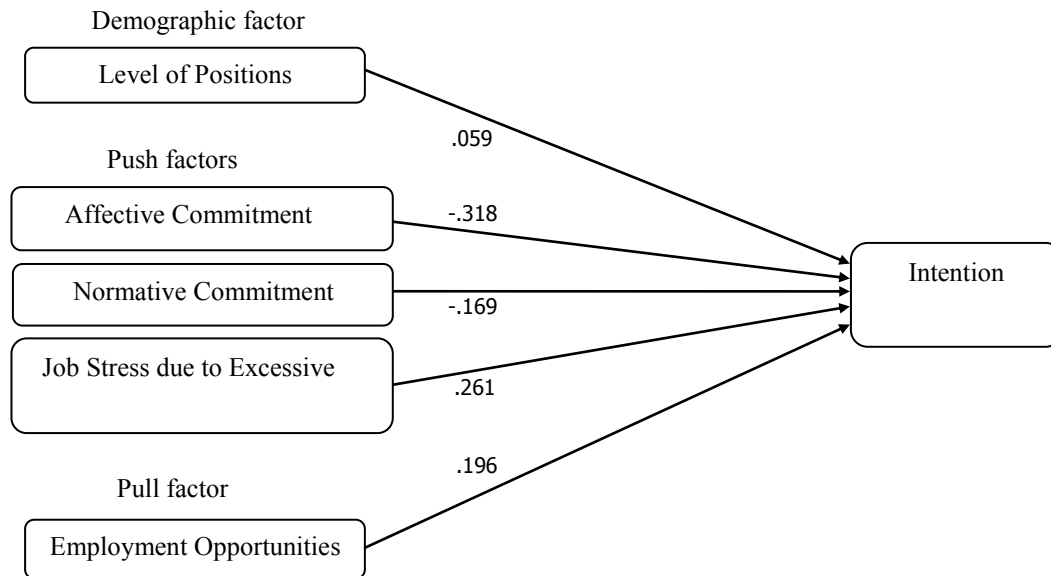 Demographic factor
Level of Positions
.059
Push factors
Affective Commitment
-.318
Normative Commitment
-.169
Intention
Job Stress due to Excessive
.261
.196
Pull factor
Employment Opportunities